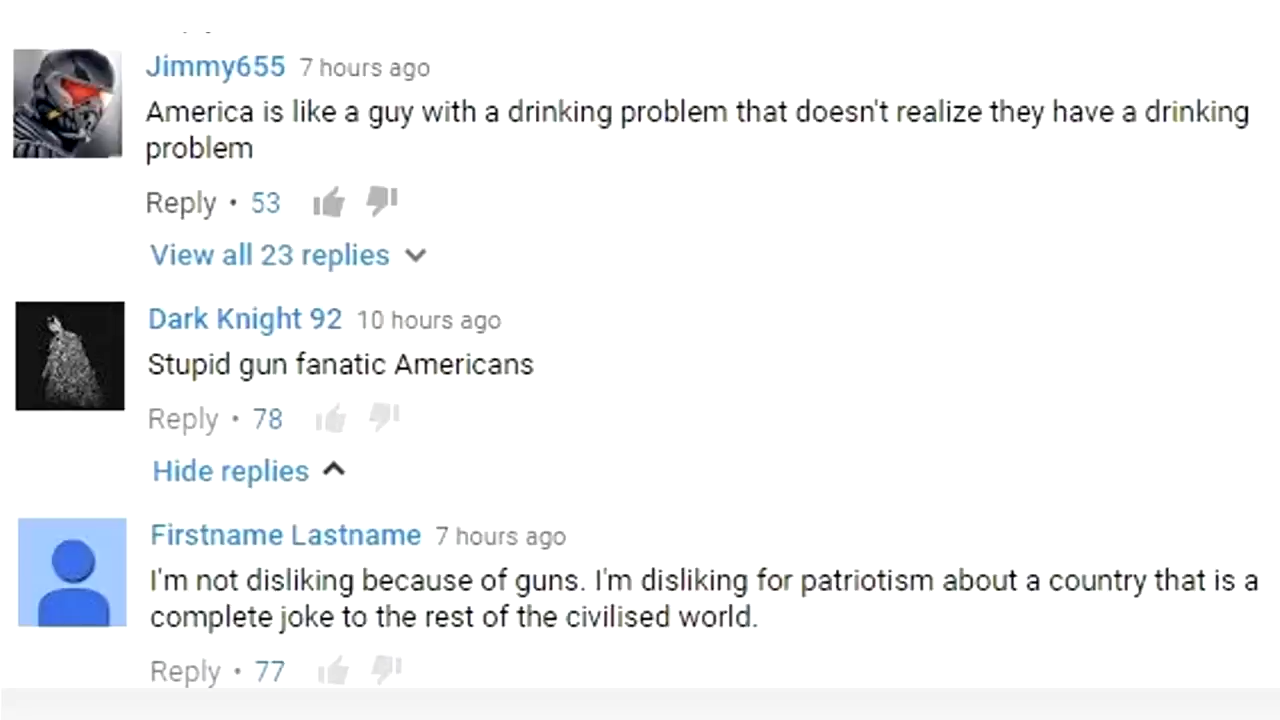 Jimmy655 7 hours ago
America is like a guy with a drinking problem that doesn't realize they have a drinking
problem
Reply • 53
View all 23 replies
Dark Knight 92 10 hours ago
Stupid gun fanatic Americans
Reply • 78
Hide replies
Firstname Lastname 7 hours ago
I'm not disliking because of guns. I'm disliking for patriotism about a country that is a
complete joke to the rest of the civilised world.
Reply • 77